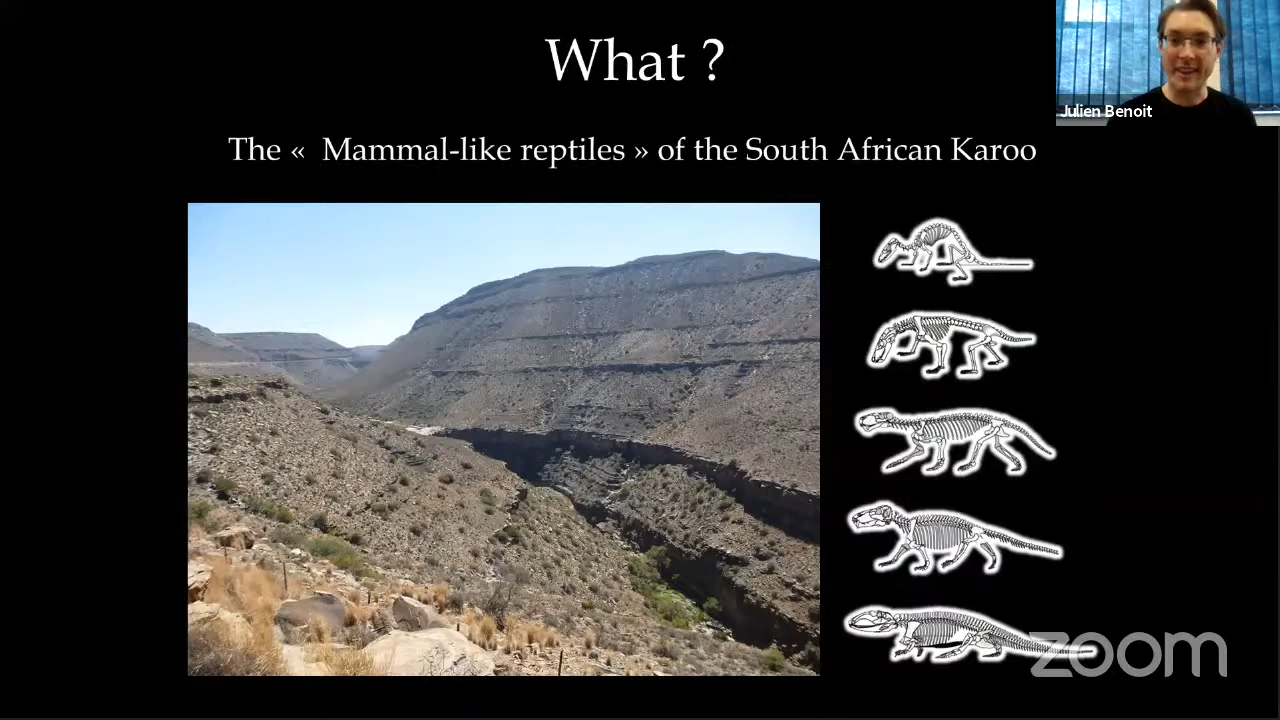 What ?
Julien Benoit
The «  Mammal-like reptiles » of the South African Karoo
zoom